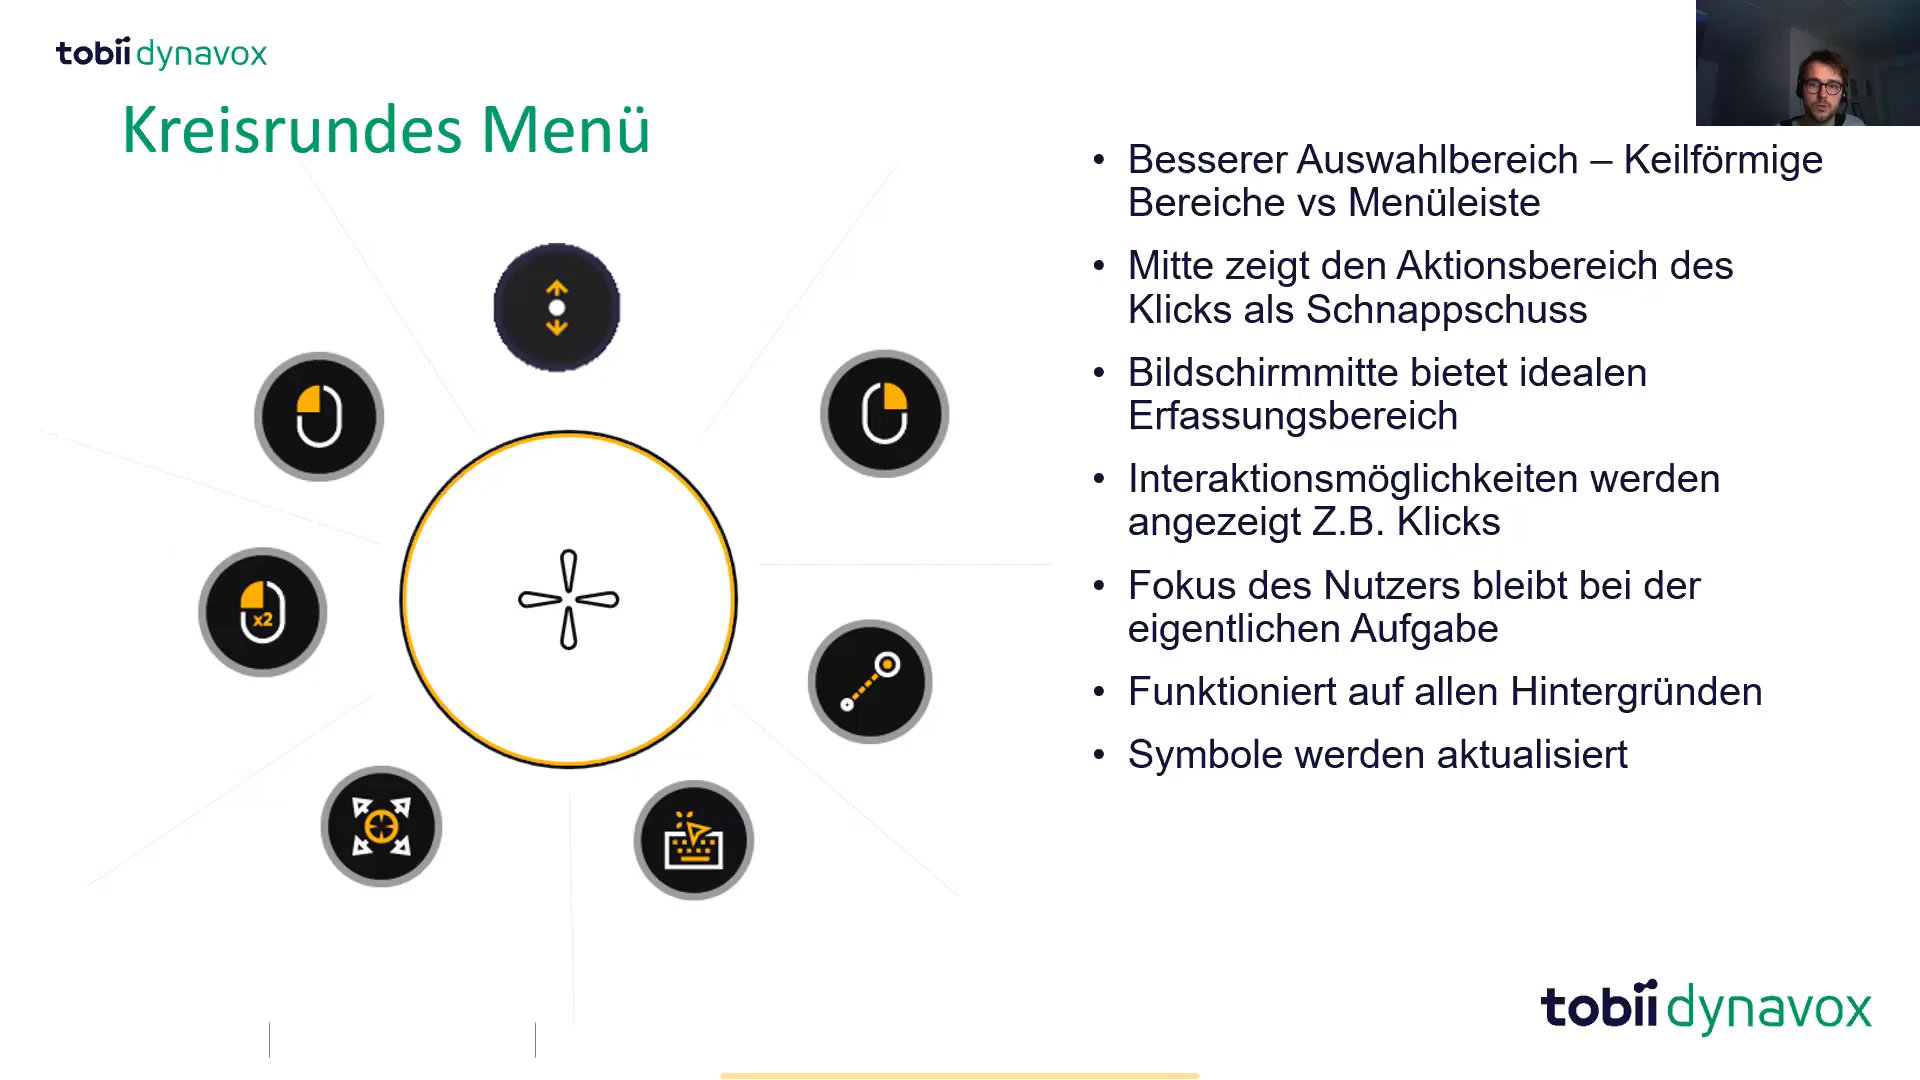 tobii dynavox
Kreisrundes Menü
• Besserer Auswahlbereich – Keilförmige
Bereiche vs Menüleiste
• Mitte zeigt den Aktionsbereich des
Klicks als Schnappschuss
• Bildschirmmitte bietet idealen
Erfassungsbereich
• Interaktionsmöglichkeiten werden
angezeigt Z.B. Klicks
• Fokus des Nutzers bleibt bei der
eigentlichen Aufgabe
• Funktioniert auf allen Hintergründen
• Symbole werden aktualisiert
x2
tobii dynavox